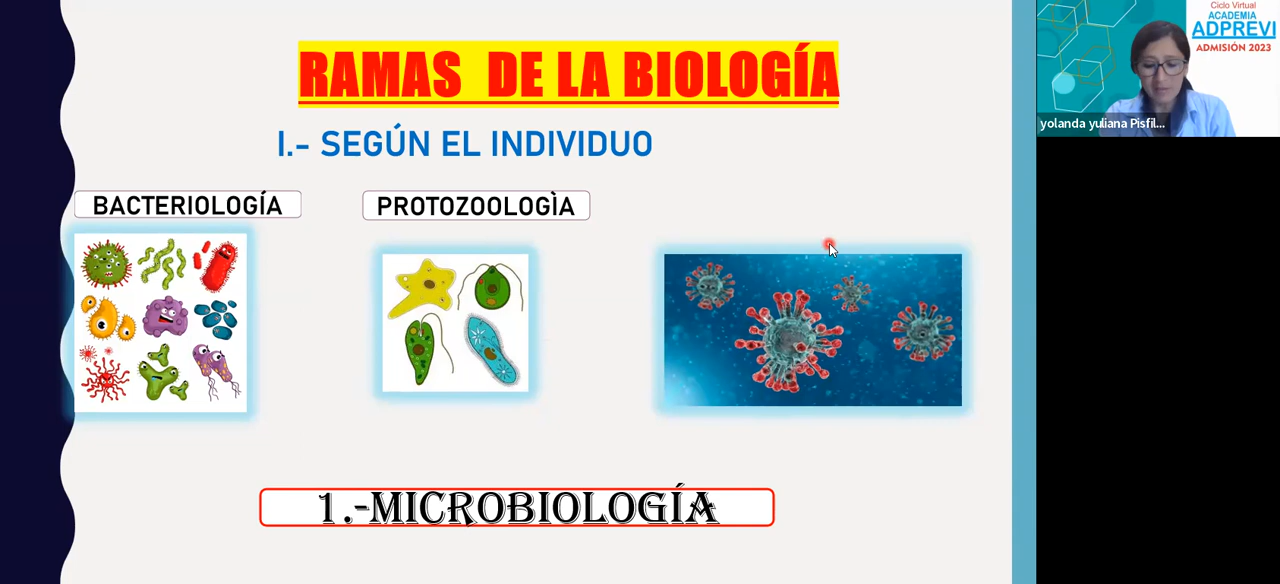 RAMAS DE LA BIOLOGÍA
I.- SEGÚN EL INDIVIDUO
BACTERIOLOGÍA
PROTOZOOLOGÌA
1.-MICROBIOLOGÍA
Ciclo Virtual
ACADEMIA
ADPREVI
ADMISIÓN 2023
yolanda yuliana Pisfil...